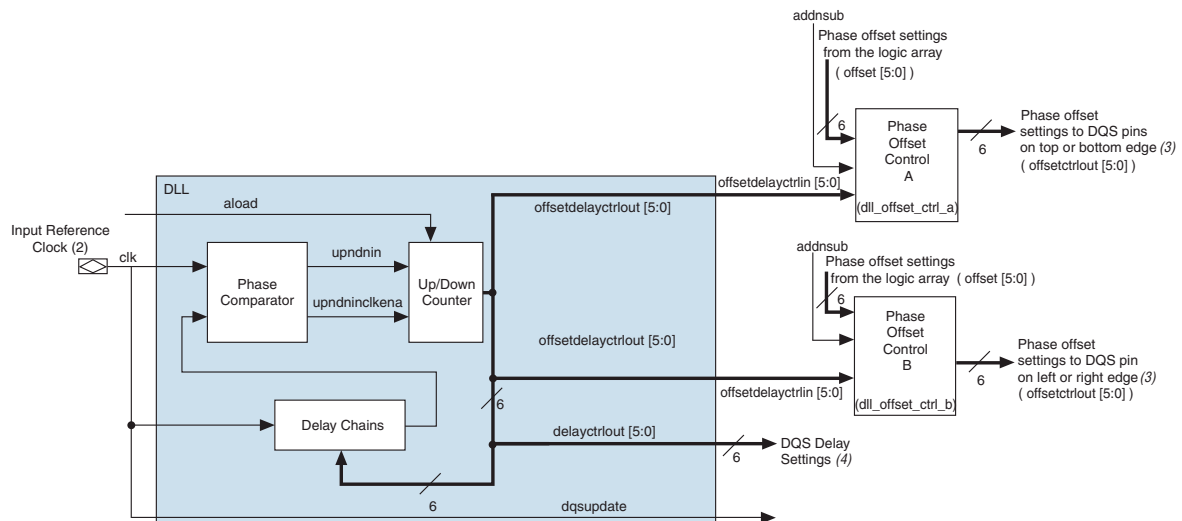 addnsub
Phase offset settings
from the logic array
( offset [5:0] )
6
Phase
Offset
Control
A
(dll_offset_ctrl_a)
6
Phase offset
settings to DQS pins
on top or bottom edge (3)
( offsetctrlout [5:0] )
DLL
aload
offsetdelayctrlout [5:0]
offsetdelayctrlin [5:0]
Input Reference
Clock (2)
clk
Phase
Comparator
upndnin
upndninclkena
Up/Down
Counter
addnsub
Phase offset settings
from the logic array ( offset [5:0] )
6
Phase
Offset
Control
B
(dll_offset_ctrl_b)
6
Phase offset
settings to DQS pin
on left or right edge (3)
( offsetctrlout [5:0] )
offsetdelayctrlout [5:0]
offsetdelayctrlin [5:0]
6
Delay Chains
delayctrlout [5:0]
6
DQS Delay
Settings (4)
6
dqsupdate